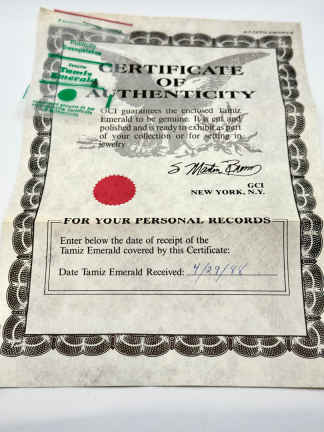 Tamiz
Emerald
CERTIFICATE
OF
AUTHENTICITY
GCI guarantees the enclosed Tamiz
Emerald to be genuine. It is cut and
polished and is ready to exhibit as part
of your collection or for setting in
jewelry
S Martin Brown
GCI
NEW YORK, N.Y.
FOR YOUR PERSONAL RECORDS
Enter below the date of receipt of the
Tamiz Emerald covered by this Certificate:
Date Tamiz Emerald Received: 4/29/98